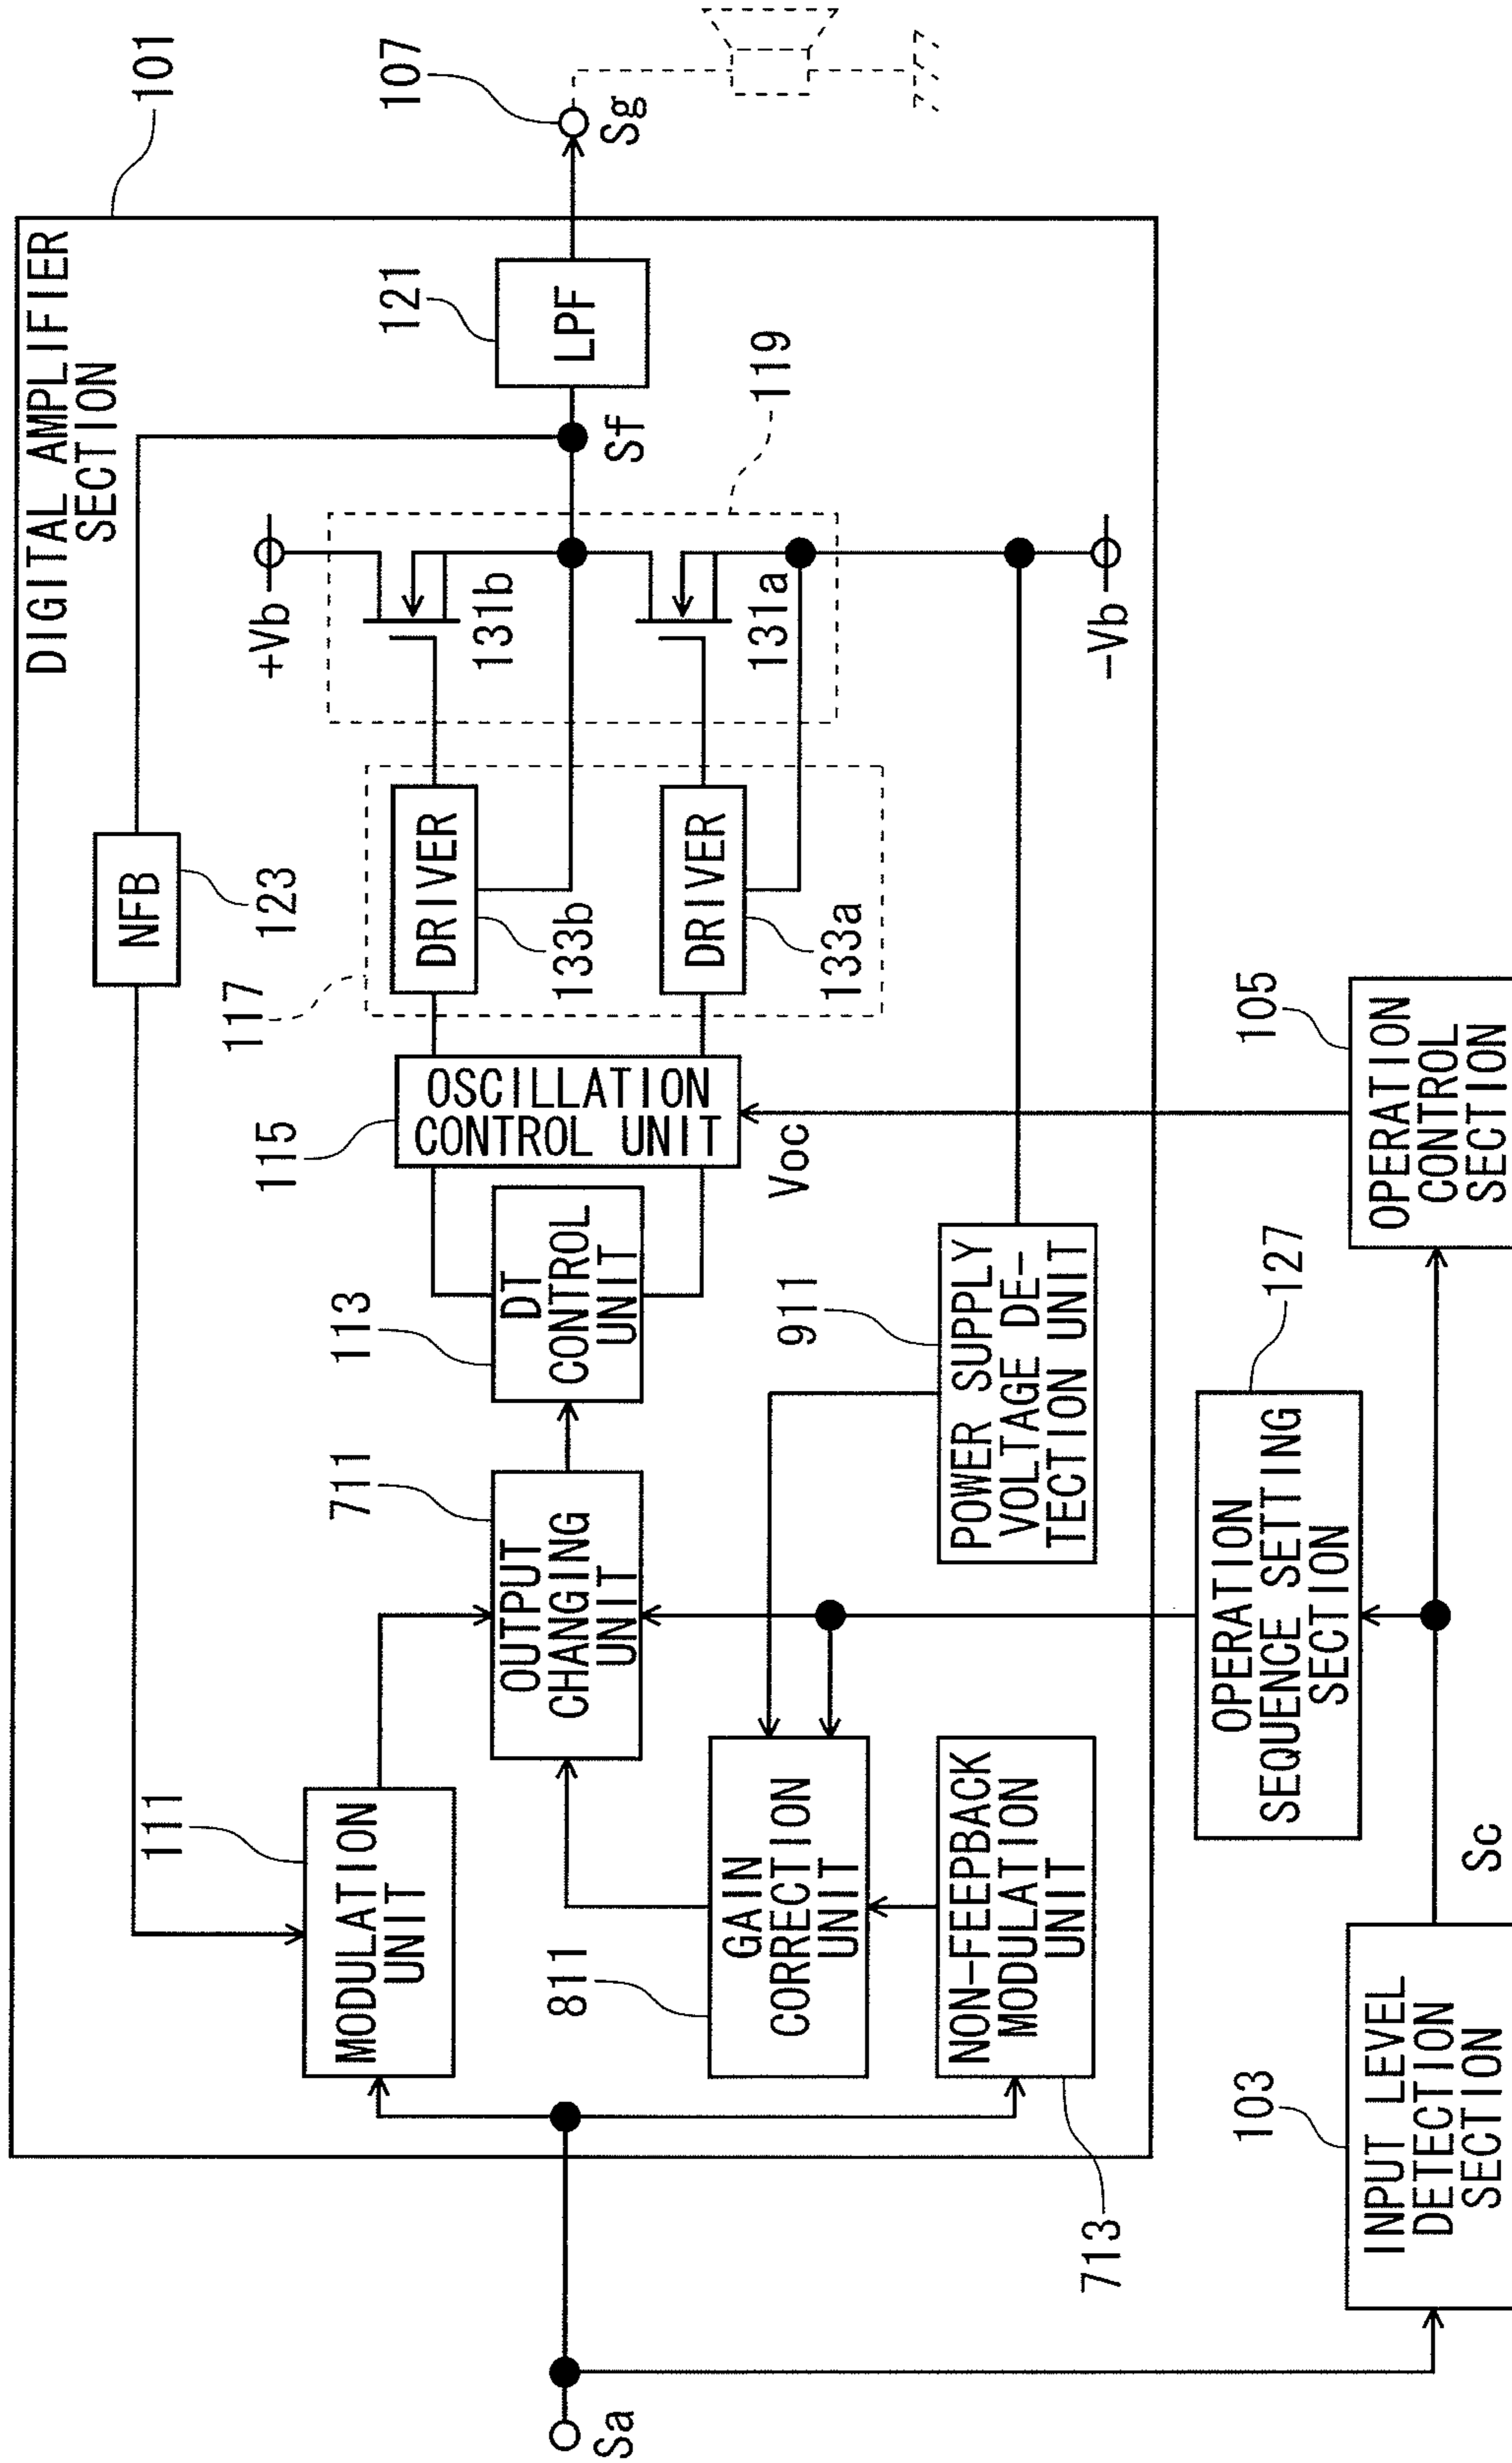 DIGITAL AMPLIFIER
SECTION
101
NFB
123
111
MODULATION
UNIT
711
OUTPUT
CHANGING
UNIT
113
DT
CONTROL
UNIT
115
OSCILLATION
CONTROL UNIT
Voc
117
DRIVER
133b
DRIVER
133a
+Vb
131b
131a
-Vb
119
Sf
121
LPF
107
Sg
Sa
811
GAIN
CORRECTION
UNIT
NON-FEEPBACK
MODULATION
UNIT
713
911
POWER SUPPLY
VOLTAGE DE-
TECTION UNIT
103
INPUT LEVEL
DETECTION
SECTION
Sc
OPERATION
SEQUENCE SETTING
SECTION
127
105
OPERATION
CONTROL
SECTION